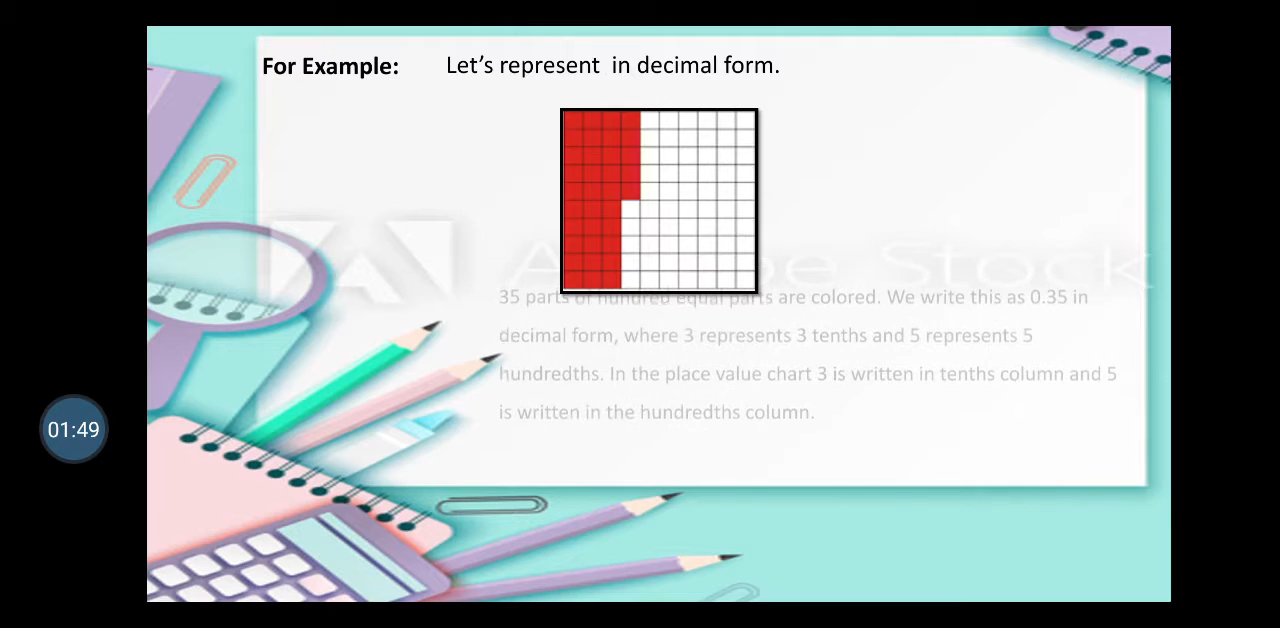 For Example: Let's represent  in decimal form.
35 parts of hundred equal parts are colored. We write this as 0.35 in
decimal form, where 3 represents 3 tenths and 5 represents 5
hundredths. In the place value chart 3 is written in tenths column and 5
is written in the hundredths column.
01:49